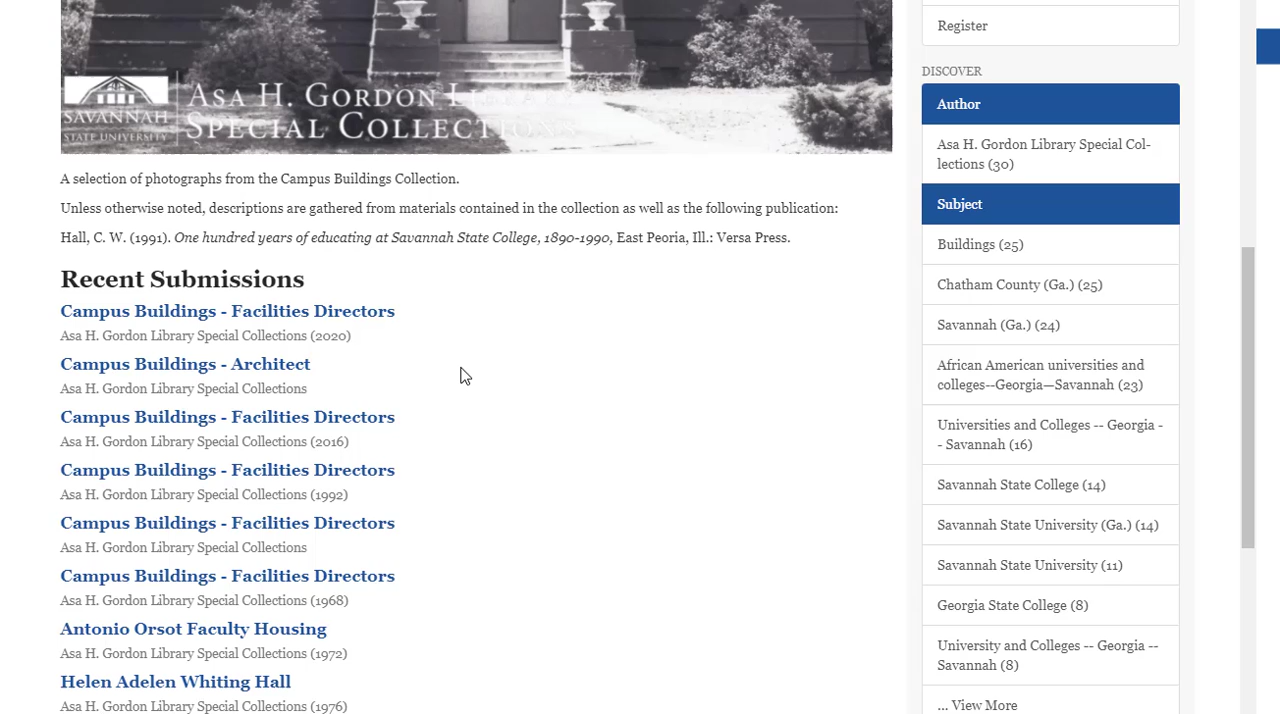 SAVANNAH
STATE UNIVERSITY
ASA H. GORDON
SPECIAL COLLECTIONS
A selection of photographs from the Campus Buildings Collection.
Unless otherwise noted, descriptions are gathered from materials contained in the collection as well as the following publication:
Hall, C. W. (1991). One hundred years of educating at Savannah State College, 1890-1990, East Peoria, Ill.: Versa Press.
Recent Submissions
Campus Buildings - Facilities Directors
Asa H. Gordon Library Special Collections (2020)
Campus Buildings - Architect
Asa H. Gordon Library Special Collections
Campus Buildings - Facilities Directors
Asa H. Gordon Library Special Collections (2016)
Campus Buildings - Facilities Directors
Asa H. Gordon Library Special Collections (1992)
Campus Buildings - Facilities Directors
Asa H. Gordon Library Special Collections
Campus Buildings - Facilities Directors
Asa H. Gordon Library Special Collections (1968)
Antonio Orsot Faculty Housing
Asa H. Gordon Library Special Collections (1972)
Helen Adelen Whiting Hall
Asa H. Gordon Library Special Collections (1976)
Register
DISCOVER
Author
Asa H. Gordon Library Special Col-
lections (30)
Subject
Buildings (25)
Chatham County (Ga.) (25)
Savannah (Ga.) (24)
African American universities and
colleges--Georgia—Savannah (23)
Universities and Colleges -- Georgia -
- Savannah (16)
Savannah State College (14)
Savannah State University (Ga.) (14)
Savannah State University (11)
Georgia State College (8)
University and Colleges -- Georgia --
Savannah (8)
... View More